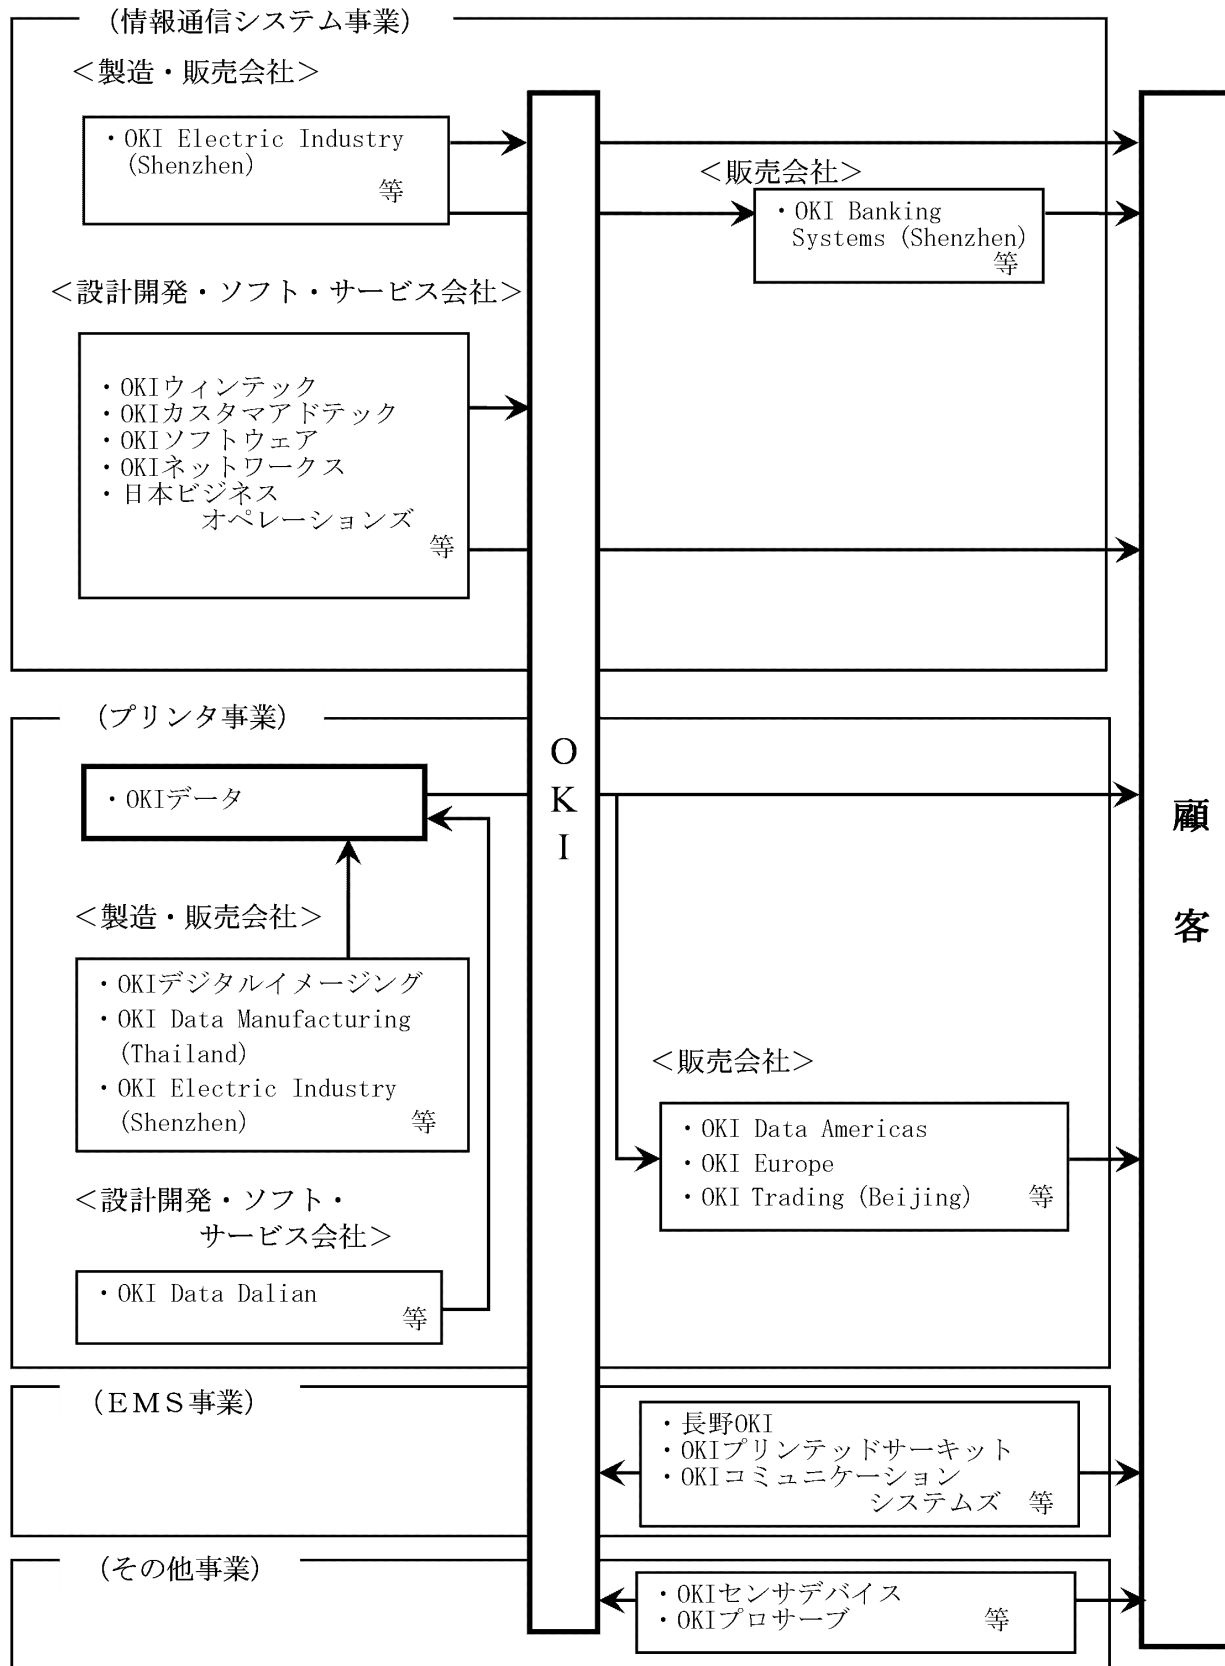 (情報通信システム事業)
＜製造・販売会社＞
・OKI Electric Industry
(Shenzhen)
等
＜販売会社＞
・OKI Banking
Systems (Shenzhen)
等
＜設計開発・ソフト・サービス会社＞
・OKIウィンテック
・OKIカスタマアドテック
・OKIソフトウェア
・OKIネットワークス
・日本ビジネス
オペレーションズ
等
(プリンタ事業)
・OKIデータ
＜製造・販売会社＞
・OKIデジタルイメージング
・OKI Data Manufacturing
(Thailand)
・OKI Electric Industry
(Shenzhen) 等
＜設計開発・ソフト・
サービス会社＞
・OKI Data Dalian
等
＜販売会社＞
・OKI Data Americas
・OKI Europe
・OKI Trading (Beijing) 等
(ＥＭＳ事業)
・長野OKI
・OKIプリンテッドサーキット
・OKIコミュニケーション
システムズ 等
(その他事業)
・OKIセンサデバイス
・OKIプロサーブ 等
O
K
I
顧
客